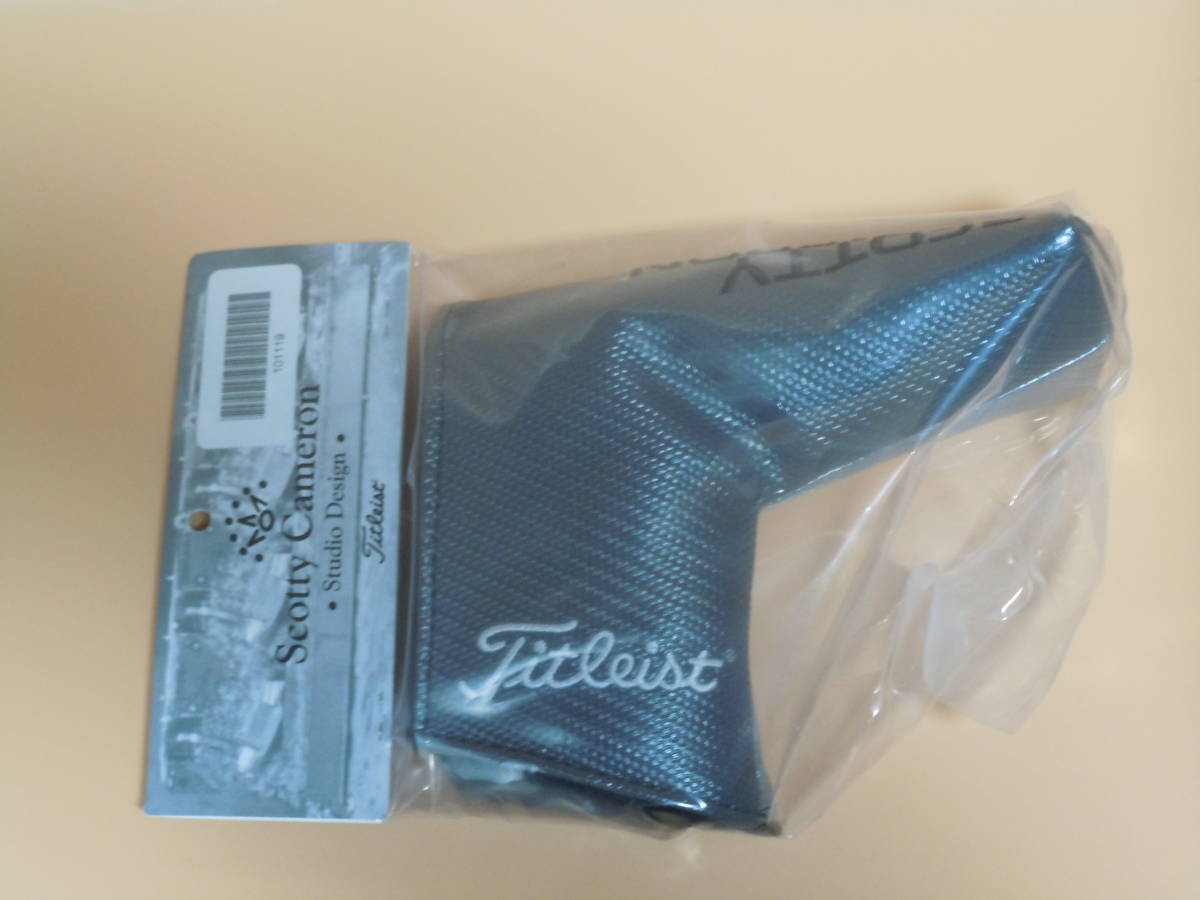 101119
Scotty Cameron
• Studio Design •
Titleist
SCOTTY
Titleist®